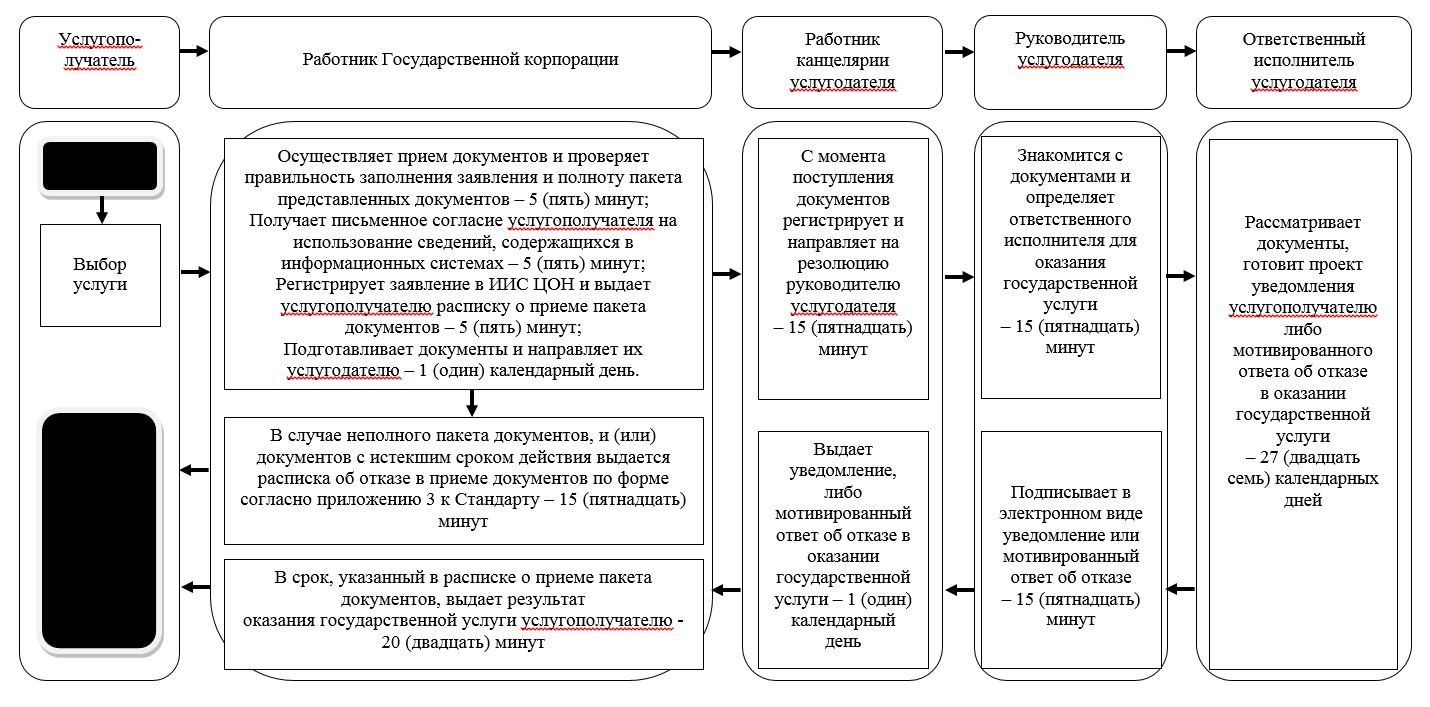 Услугопо-
лучатель
Работник Государственной корпорации
Работник
канцелярии
услугодателя
Руководитель
услугодателя
Ответственный
исполнитель
услугодателя
Выбор
услуги
Осуществляет прием документов и проверяет
правильность заполнения заявления и полноту пакета
представленных документов – 5 (пять) минут;
Получает письменное согласие услугополучателя на
использование сведений, содержащихся в
информационных системах – 5 (пять) минут;
Регистрирует заявление в ИИС ЦОН и выдает
услугополучателю расписку о приеме пакета
документов – 5 (пять) минут;
Подготавливает документы и направляет их
услугодателю – 1 (один) календарный день.
В случае неполного пакета документов, и (или)
документов с истекшим сроком действия выдается
расписка об отказе в приеме документов по форме
согласно приложению 3 к Стандарту – 15 (пятнадцать)
минут
В срок, указанный в расписке о приеме пакета
документов, выдает результат
оказания государственной услуги услугополучателю -
20 (двадцать) минут
С момента
поступления
документов
регистрирует и
направляет на
резолюцию
руководителю
услугодателя
– 15 (пятнадцать)
минут
Выдает
уведомление,
либо
мотивированный
ответ об отказе в
оказании
государственной
услуги – 1 (один)
календарный
день
Знакомится с
документами и
определяет
ответственного
исполнителя для
оказания
государственной
услуги
– 15 (пятнадцать)
минут
Подписывает в
электронном виде
уведомление или
мотивированный
ответ об отказе
– 15 (пятнадцать)
минут
Рассматривает
документы,
готовит проект
уведомления
услугополучателю
либо
мотивированного
ответа об отказе
в оказании
государственной
услуги
– 27 (двадцать
семь) календарных
дней